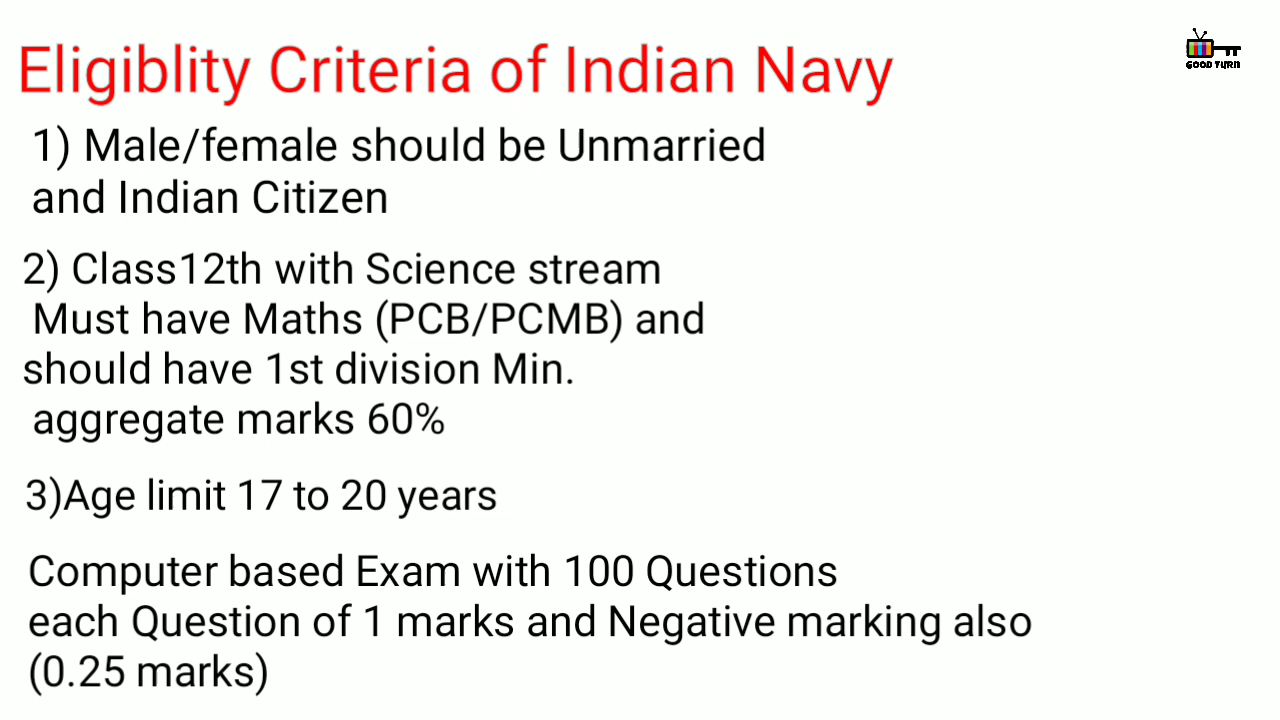 Eligiblity Criteria of Indian Navy
GOOD TURN
1) Male/female should be Unmarried
and Indian Citizen
2) Class12th with Science stream
Must have Maths (PCB/PCMB) and
should have 1st division Min.
aggregate marks 60%
3)Age limit 17 to 20 years
Computer based Exam with 100 Questions
each Question of 1 marks and Negative marking also
(0.25 marks)